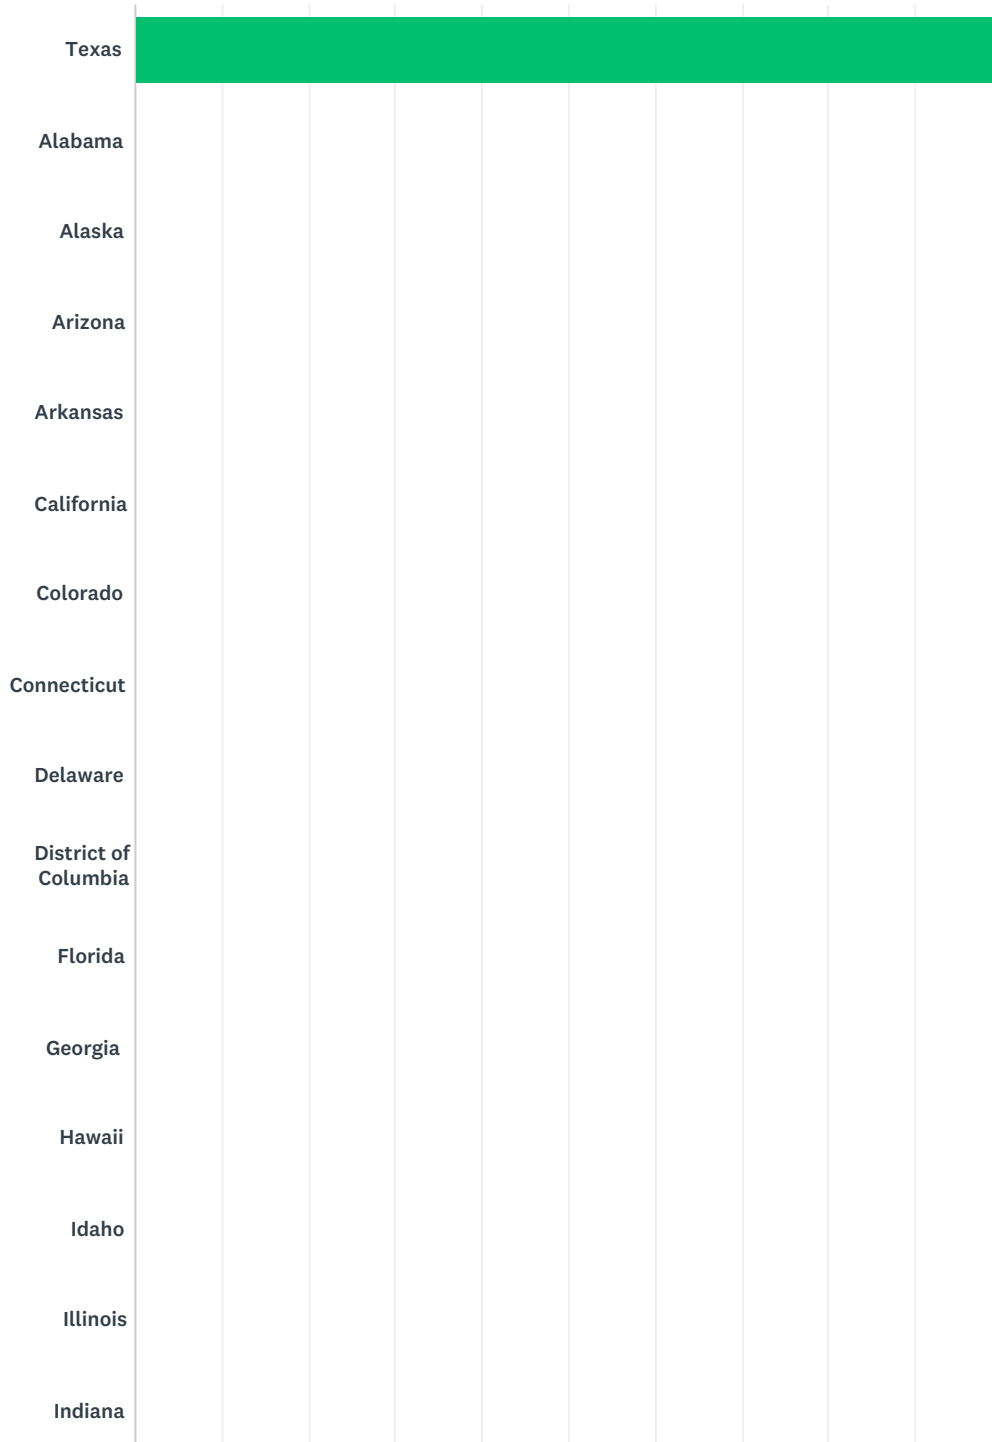 Texas
Alabama
Alaska
Arizona
Arkansas
California
Colorado
Connecticut
Delaware
District of
Columbia
Florida
Georgia
Hawaii
Idaho
Illinois
Indiana